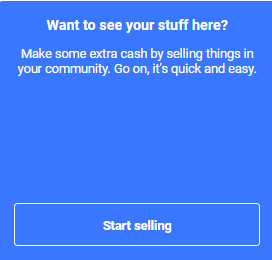 Want to see your stuff here?
Make some extra cash by selling things in
your community. Go on, it's quick and easy.
Start selling